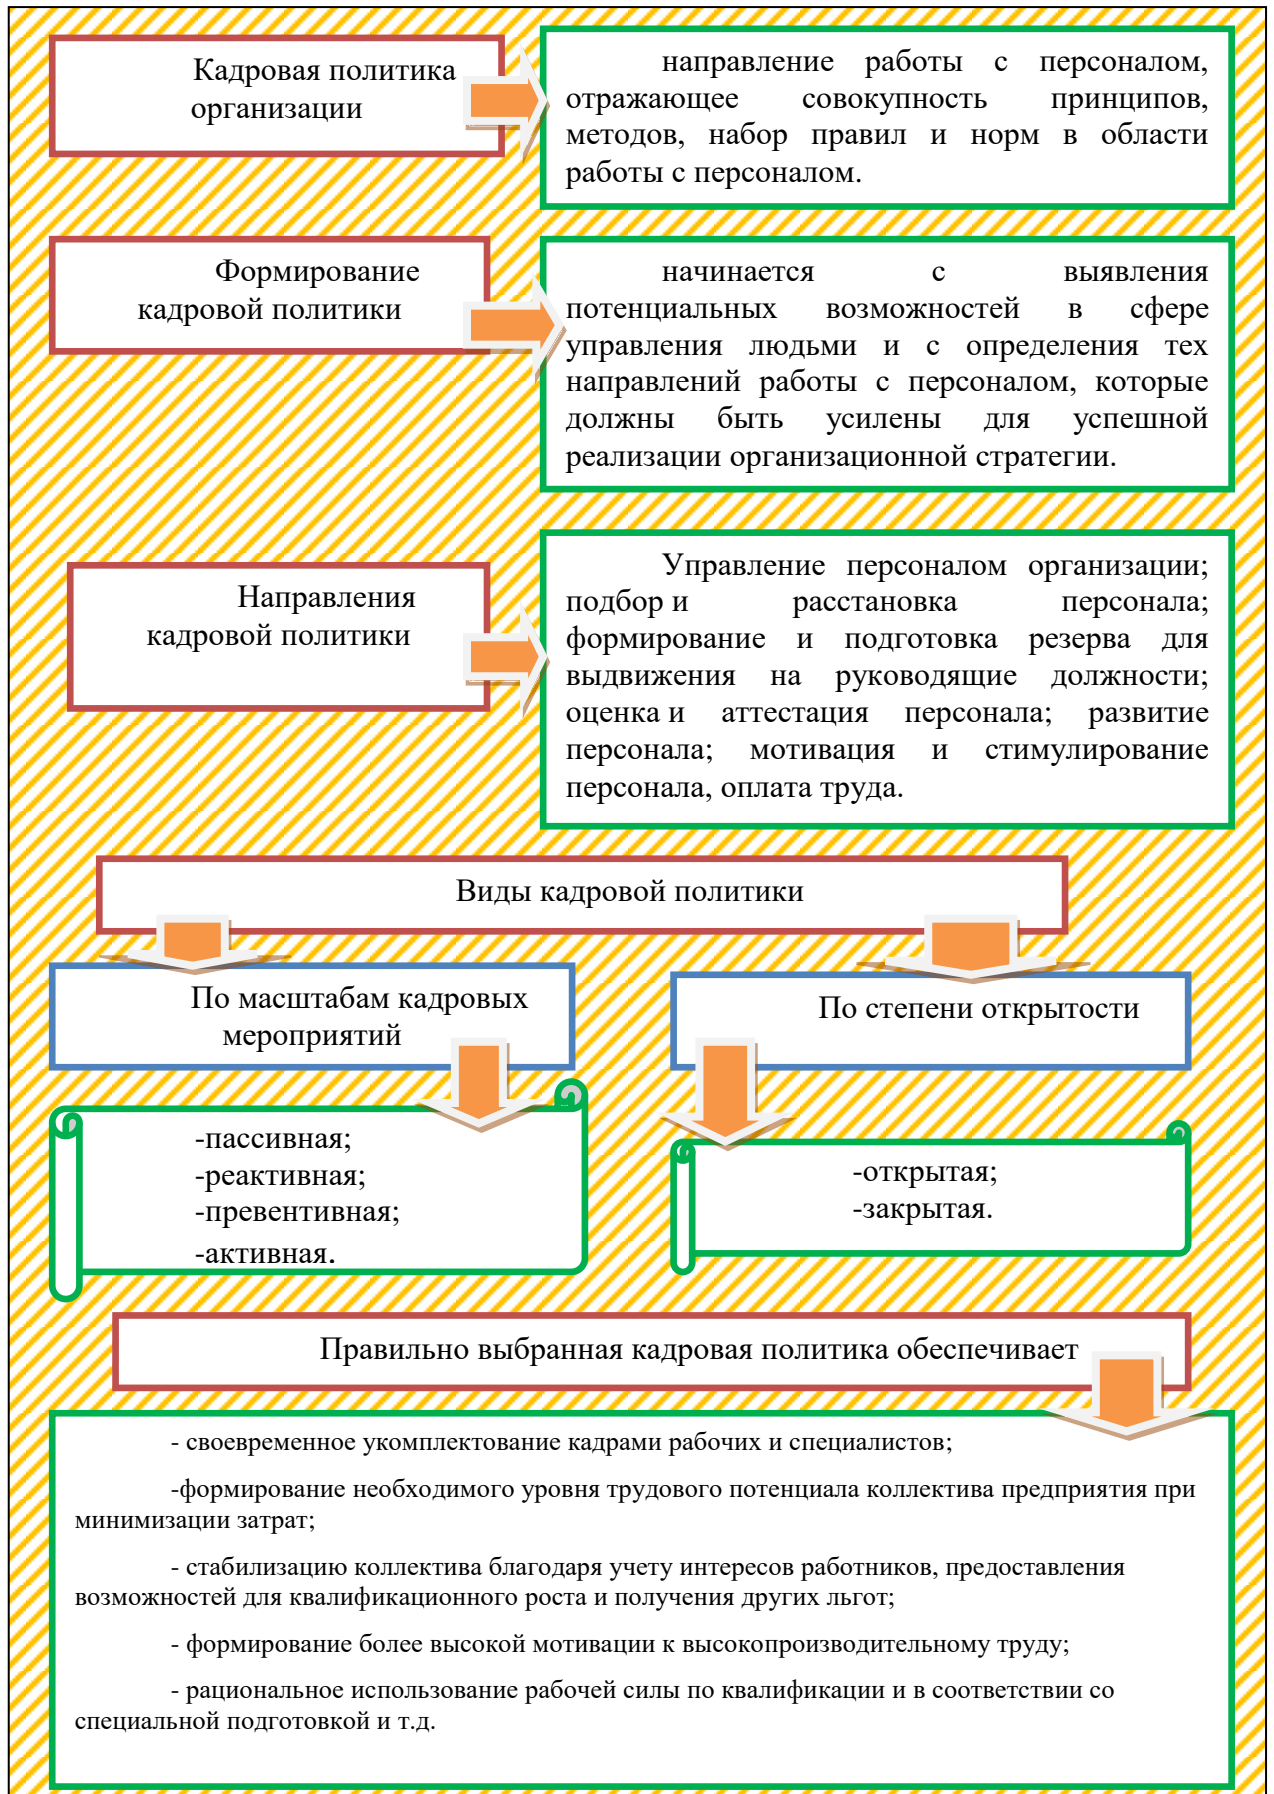 Кадровая политика
организации
направление работы с персоналом,
отражающее совокупность принципов,
методов, набор правил и норм в области
работы с персоналом.
Формирование
кадровой политики
начинается с выявления
потенциальных возможностей в сфере
управления людьми и с определения тех
направлений работы с персоналом, которые
должны быть усилены для успешной
реализации организационной стратегии.
Направления
кадровой политики
Управление персоналом организации;
подбор и расстановка персонала;
формирование и подготовка резерва для
выдвижения на руководящие должности;
оценка и аттестация персонала; развитие
персонала; мотивация и стимулирование
персонала, оплата труда.
Виды кадровой политики
По масштабам кадровых
мероприятий
-пассивная;
-реактивная;
-превентивная;
-активная.
По степени открытости
-открытая;
-закрытая.
Правильно выбранная кадровая политика обеспечивает
- своевременное укомплектование кадрами рабочих и специалистов;
-формирование необходимого уровня трудового потенциала коллектива предприятия при
минимизации затрат;
- стабилизацию коллектива благодаря учету интересов работников, предоставления
возможностей для квалификационного роста и получения других льгот;
- формирование более высокой мотивации к высокопроизводительному труду;
- рациональное использование рабочей силы по квалификации и в соответствии со
специальной подготовкой и т.д.